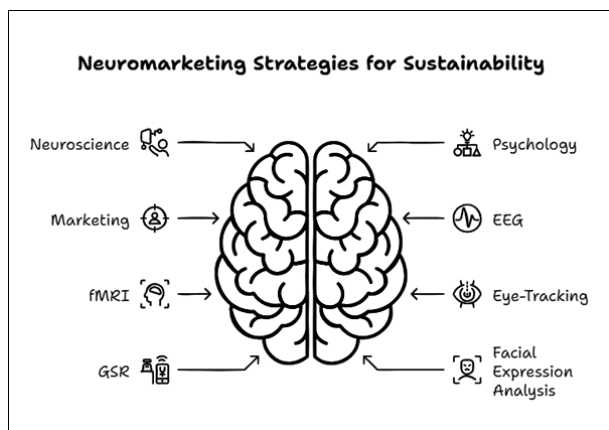 Neuromarketing Strategies for Sustainability
Neuroscience
Psychology
Marketing
EEG
fMRI
Eye-Tracking
GSR
Facial
Expression
Analysis